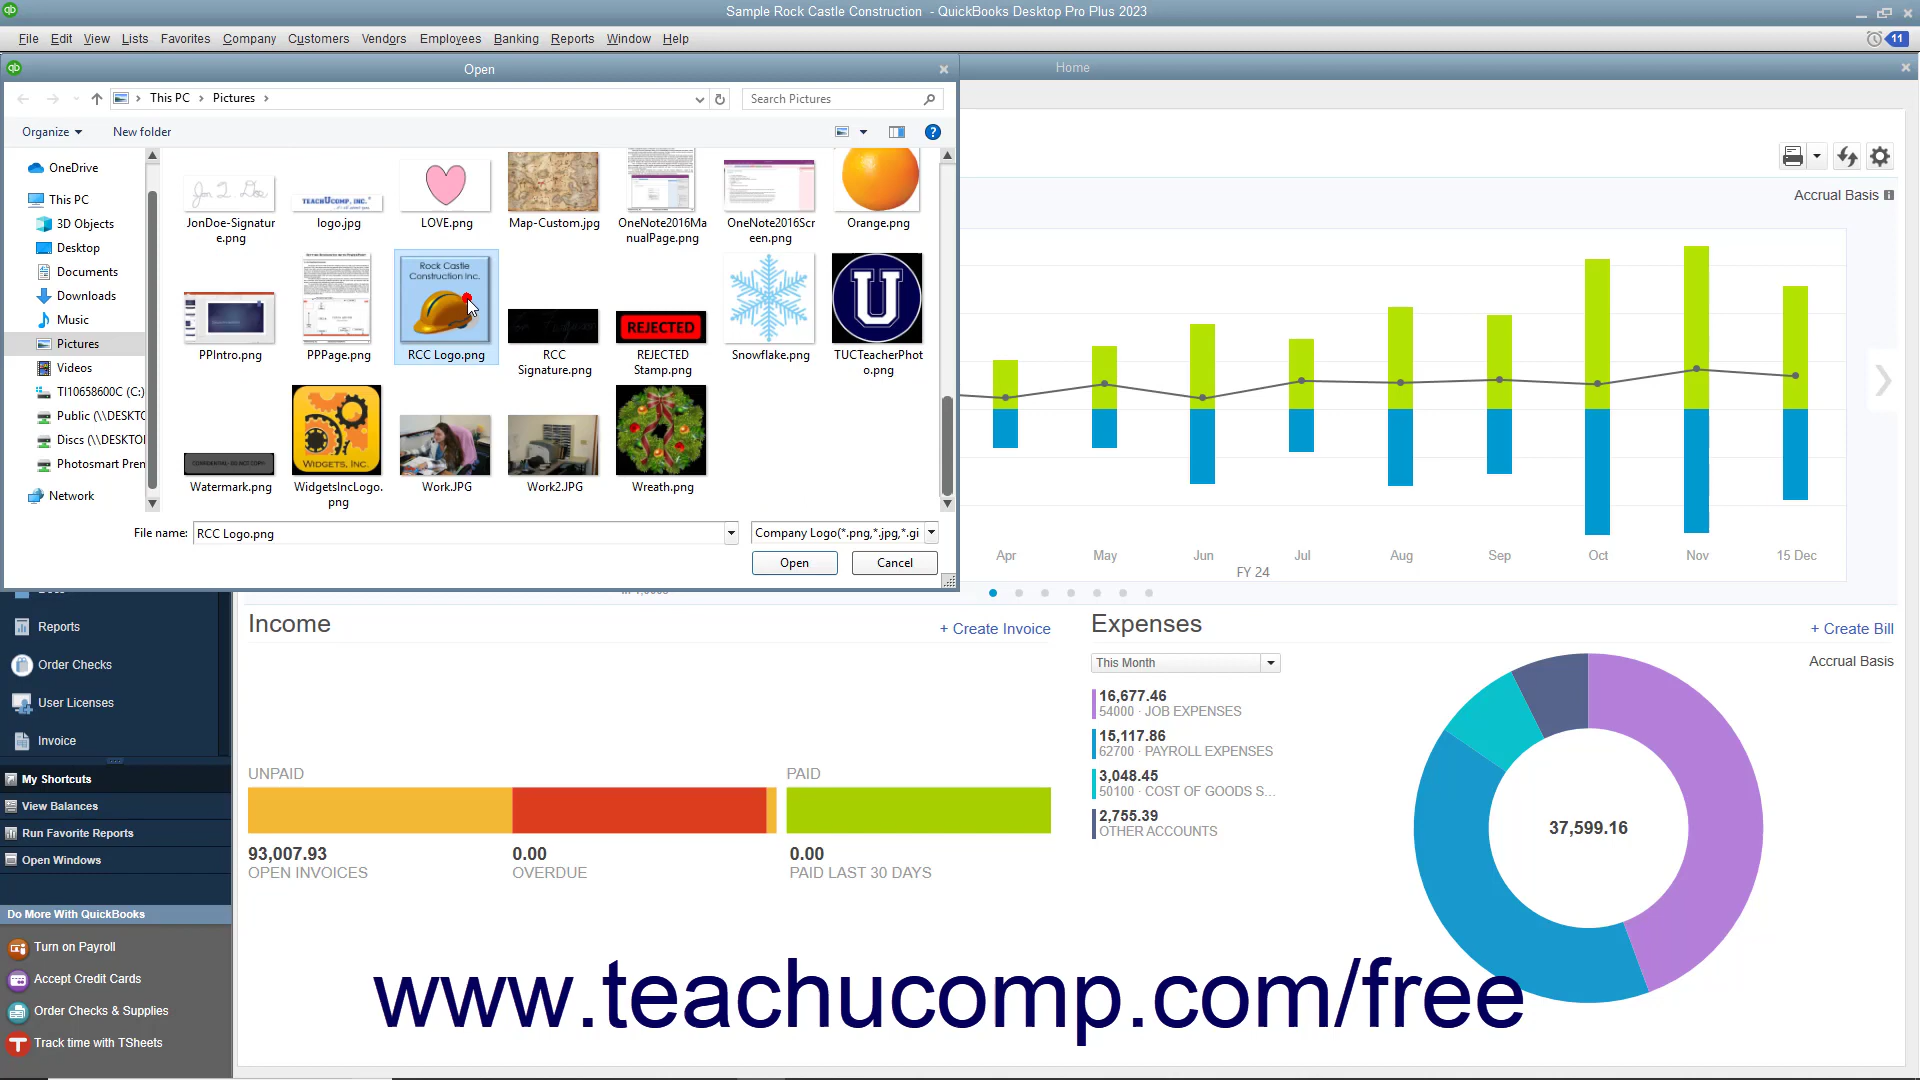 Sample Rock Castle Construction - QuickBooks Desktop Pro Plus 2023
File Edit View Lists Favorites Company Customers Vendors Employees Banking Reports Window Help
11
Open
Home
This PC > Pictures >
Search Pictures
Organize
New folder
OneDrive
This PC
3D Objects
Desktop
Documents
Downloads
Music
Pictures
Videos
TI10658600C (C:)
Public (\\DESKTO
Discs (\\DESKTOI
Photosmart Pren
Network
TEACHUCOMP, INC.
JonDoe-Signatur
e.png
logo.jpg
LOVE.png
Map-Custom.jpg
OneNote2016Ma
nualPage.png
OneNote2016Scr
een.png
Orange.png
Rock Castle
Construction Inc.
REJECTED
U
PPIntro.png
PPPage.png
RCC Logo.png
RCC
Signature.png
REJECTED
Stamp.png
Snowflake.png
TUCTeacherPhot
o.png
WIDGETS, INC.
Watermark.png
WidgetsIncLogo.
png
Work.JPG
Work2.JPG
Wreath.png
File name:
RCC Logo.png
Company Logo(*.png,*.jpg,*.gi
Open
Cancel
Accrual Basis
Apr
May
Jun
Jul
Aug
Sep
Oct
Nov
15 Dec
FY 24
Reports
Order Checks
User Licenses
Invoice
My Shortcuts
View Balances
Run Favorite Reports
Open Windows
Do More With QuickBooks
Turn on Payroll
Accept Credit Cards
Order Checks & Supplies
Track time with TSheets
Income
+ Create Invoice
UNPAID
PAID
93,007.93
OPEN INVOICES
0.00
OVERDUE
0.00
PAID LAST 30 DAYS
Expenses
+ Create Bill
This Month
Accrual Basis
16,677.46
54000 · JOB EXPENSES
15,117.86
62700 · PAYROLL EXPENSES
3,048.45
50100 · COST OF GOODS S...
2,755.39
OTHER ACCOUNTS
37,599.16
www.teachucomp.com/free